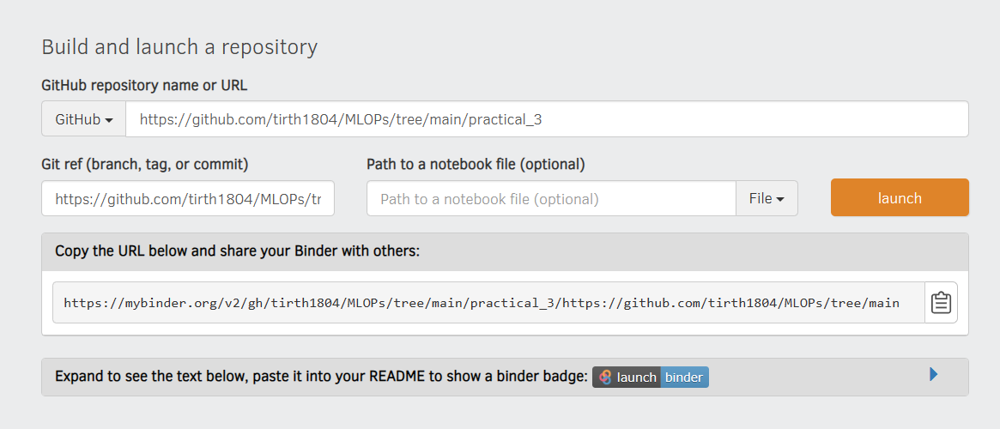 Build and launch a repository
GitHub repository name or URL
GitHub
https://github.com/tirth1804/MLOPs/tree/main/practical_3
Git ref (branch, tag, or commit)
Path to a notebook file (optional)
https://github.com/tirth1804/MLOPs/tr
Path to a notebook file (optional)
File
launch
Copy the URL below and share your Binder with others:
https://mybinder.org/v2/gh/tirth1804/MLOPs/tree/main/practical_3/https://github.com/tirth1804/MLOPs/tree/main
Expand to see the text below, paste it into your README to show a binder badge: launch binder